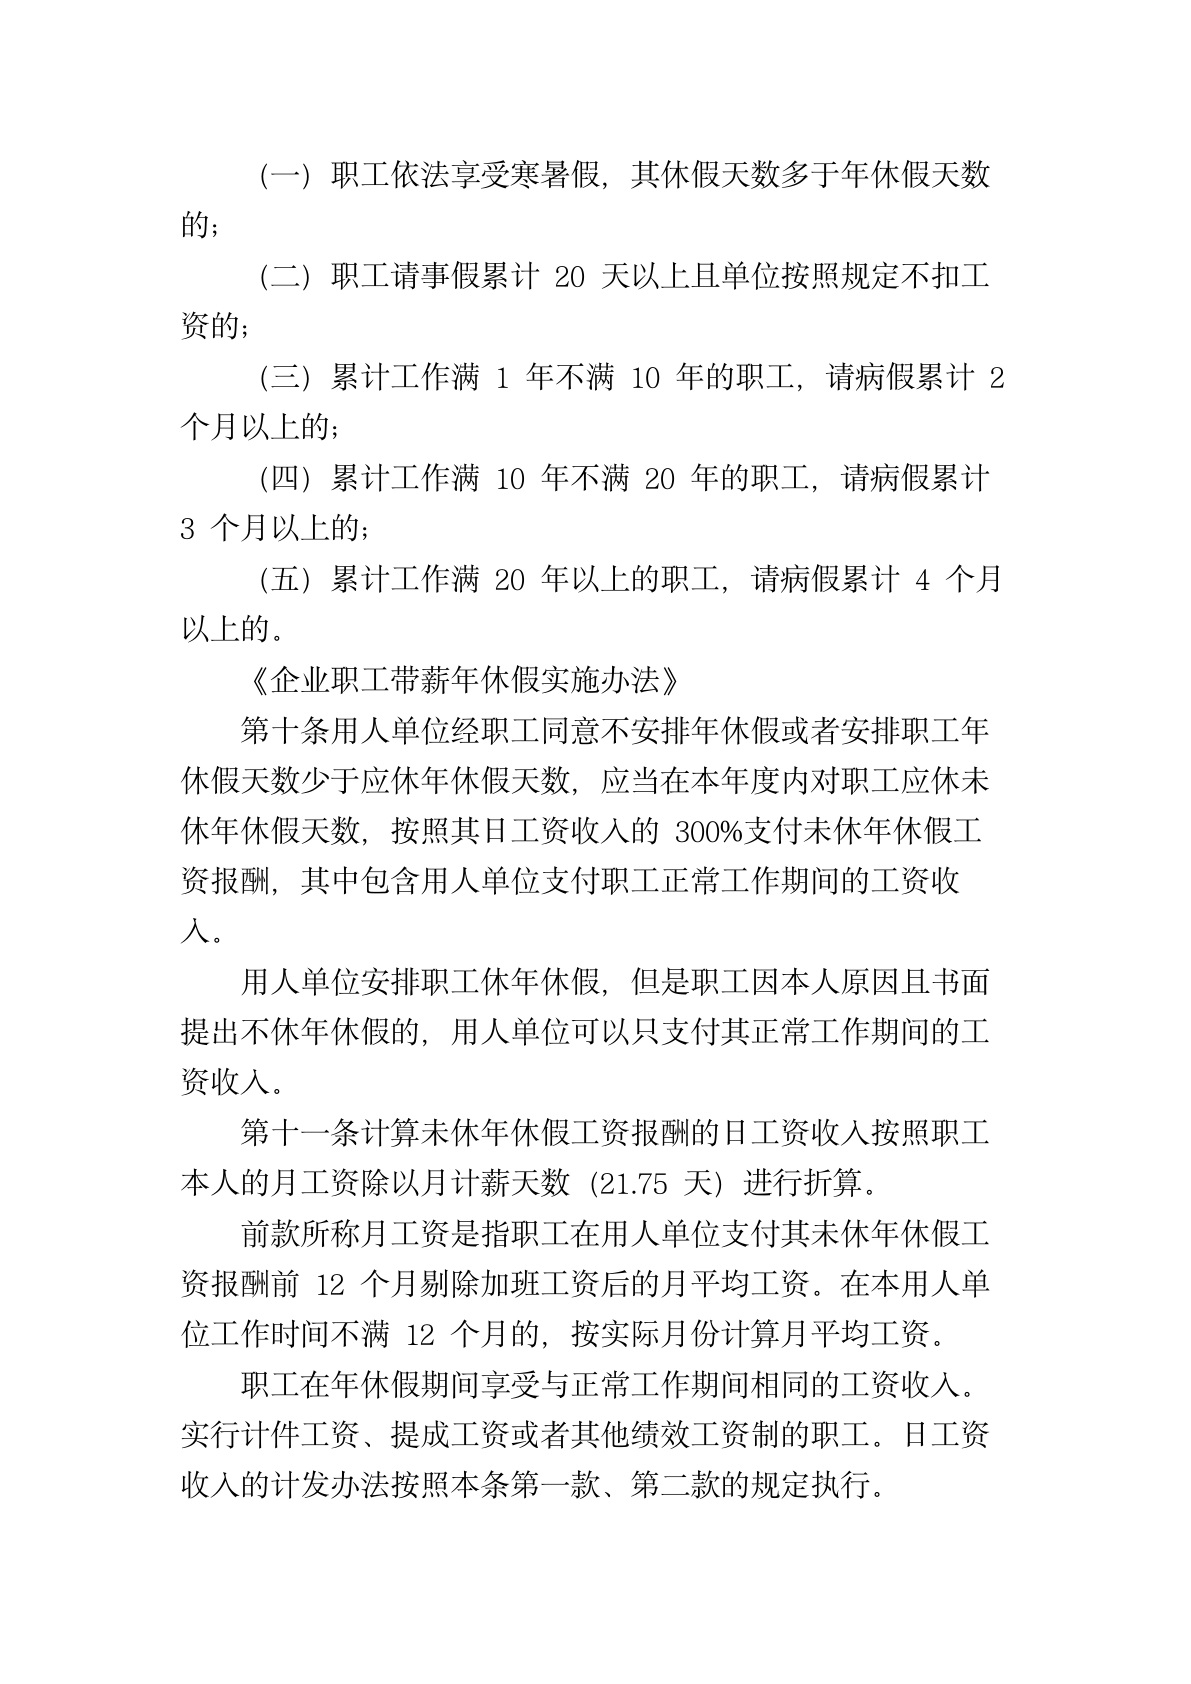 （一）职工依法享受寒暑假，其休假天数多于年休假天数
的；
（二）职工请事假累计 20 天以上且单位按照规定不扣工
资的；
（三）累计工作满 1 年不满 10 年的职工，请病假累计 2
个月以上的；
（四）累计工作满 10 年不满 20 年的职工，请病假累计
3 个月以上的；
（五）累计工作满 20 年以上的职工，请病假累计 4 个月
以上的。
《企业职工带薪年休假实施办法》
第十条用人单位经职工同意不安排年休假或者安排职工年
休假天数少于应休年休假天数，应当在本年度内对职工应休未
休年休假天数，按照其日工资收入的 300%支付未休年休假工
资报酬，其中包含用人单位支付职工正常工作期间的工资收
入。
用人单位安排职工休年休假，但是职工因本人原因且书面
提出不休年休假的，用人单位可以只支付其正常工作期间的工
资收入。
第十一条计算未休年休假工资报酬的日工资收入按照职工
本人的月工资除以月计薪天数（21.75 天）进行折算。
前款所称月工资是指职工在用人单位支付其未休年休假工
资报酬前 12 个月剔除加班工资后的月平均工资。在本用人单
位工作时间不满 12 个月的，按实际月份计算月平均工资。
职工在年休假期间享受与正常工作期间相同的工资收入。
实行计件工资、提成工资或者其他绩效工资制的职工。日工资
收入的计发办法按照本条第一款、第二款的规定执行。